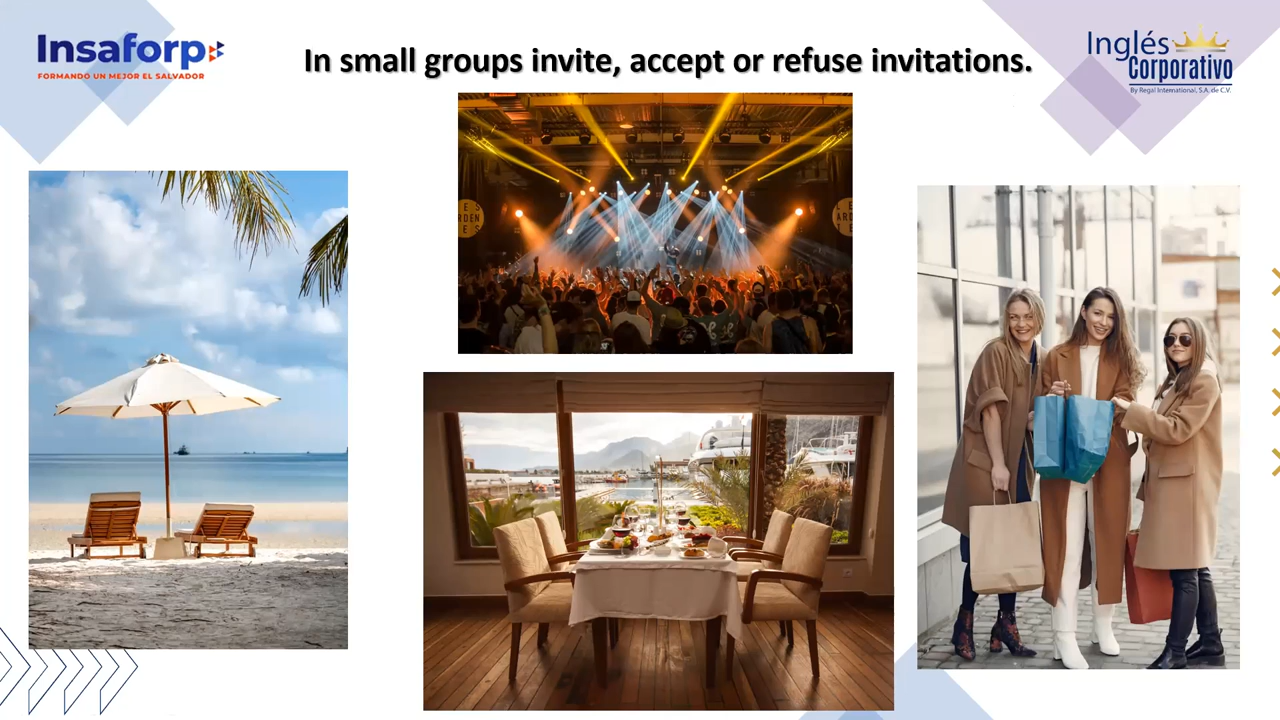 Insaforp
FORMANDO UN MEJOR EL SALVADOR
In small groups invite, accept or refuse invitations.
Inglés
Corporativo
By Regal International, S.A. de C.V.